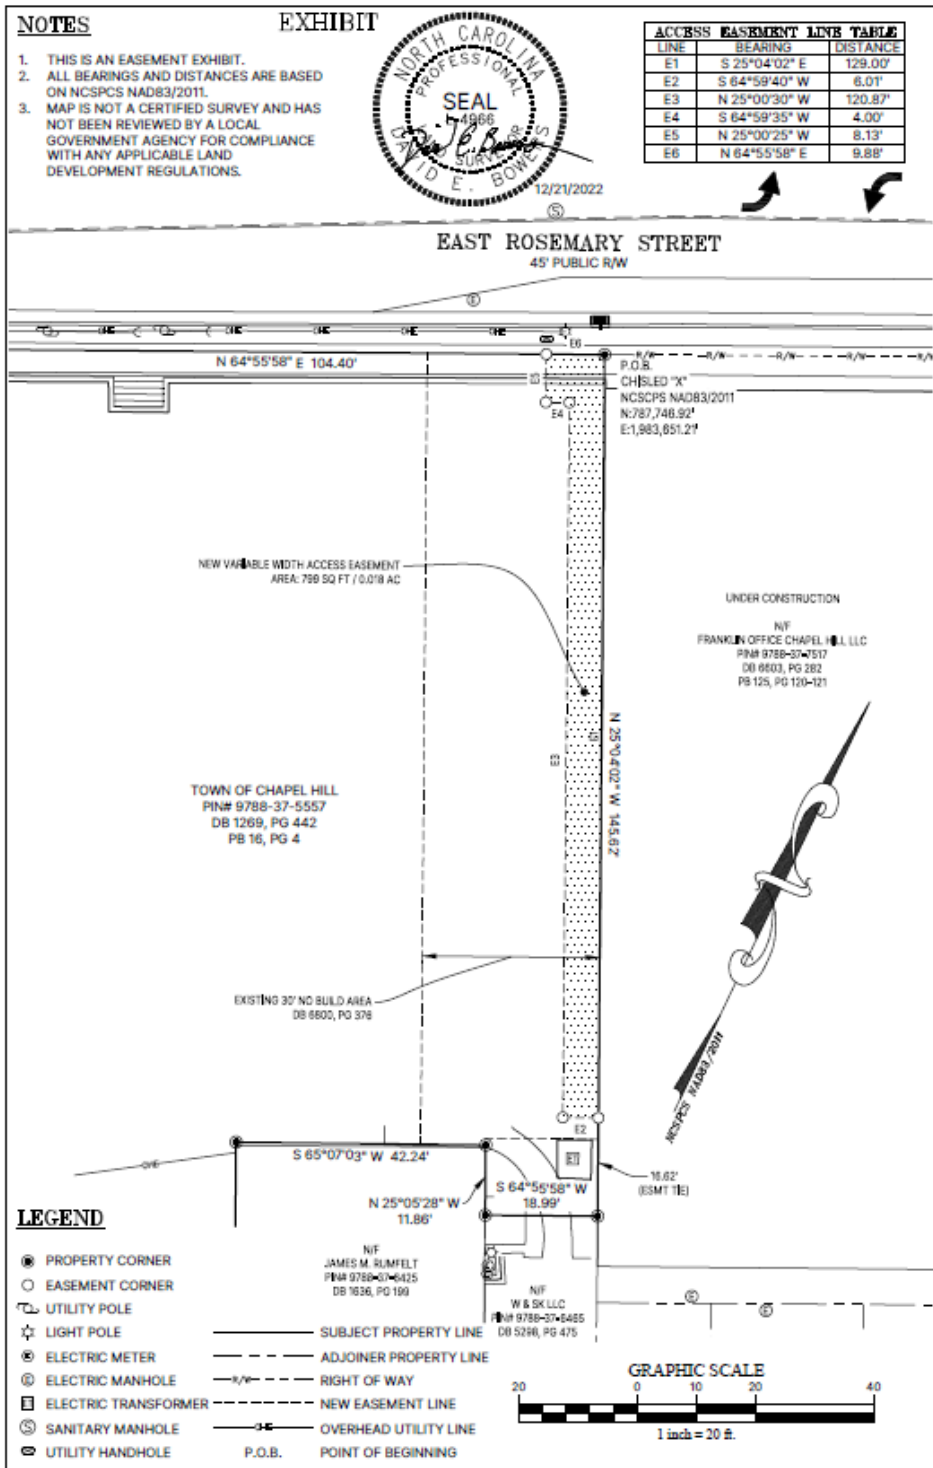 NOTES
EXHIBIT
1. THIS IS AN EASEMENT EXHIBIT.
2. ALL BEARINGS AND DISTANCES ARE BASED
ON NCSPCS NAD83/2011.
3. MAP IS NOT A CERTIFIED SURVEY AND HAS
NOT BEEN REVIEWED BY A LOCAL
GOVERNMENT AGENCY FOR COMPLIANCE
WITH ANY APPLICABLE LAND
DEVELOPMENT REGULATIONS.
NORTH CAROLINA
PROFESSIONAL
SEAL
L-4966
SURVEYOR
DAVID E. BOWERS
12/21/2022
ACCESS EASEMENT LINE TABLE
LINE BEARING DISTANCE
E1 S 25°04'02" E 129.00'
E2 S 64°59'40" W 6.01'
E3 N 25°00'30" W 120.87'
E4 S 64°59'35" W 4.00'
E5 N 25°00'25" W 8.13'
E6 N 64°55'58" E 9.88'
S
EAST ROSEMARY STREET
45' PUBLIC R/W
E
OHE OHE OHE OHE OHE
E6
N 64°55'58" E 104.40'
R/W R/W R/W R/W
P.O.B.
CHISLED "X"
NCSCPS NAD83/2011
N:787,746.92'
E:1,983,651.21'
E5
E4
NEW VARIABLE WIDTH ACCESS EASEMENT
AREA: 799 SQ FT / 0.018 AC
UNDER CONSTRUCTION
N/F
FRANKLIN OFFICE CHAPEL HILL LLC
PIN# 9788-37-7517
DB 6603, PG 282
PB 125, PG 120-121
E3
E1
N 25°04'02" W 145.62'
TOWN OF CHAPEL HILL
PIN# 9788-37-5557
DB 1269, PG 442
PB 16, PG 4
EXISTING 30' NO BUILD AREA
DB 6800, PG 376
NCSPCS NAD83/2011
E2
S 65°07'03" W 42.24'
OHE
ET
16.62'
(ESMT TIE)
S 64°55'58" W
18.99'
N 25°05'28" W
11.86'
N/F
JAMES M. RUMFELT
PIN# 9788-37-6425
DB 1636, PG 199
N/F
W & SK LLC
PIN# 9788-37-6465
DB 5298, PG 475
E
E
LEGEND
PROPERTY CORNER
EASEMENT CORNER
UTILITY POLE
LIGHT POLE
ELECTRIC METER
E ELECTRIC MANHOLE
ET ELECTRIC TRANSFORMER
S SANITARY MANHOLE
UTILITY HANDHOLE
SUBJECT PROPERTY LINE
ADJOINER PROPERTY LINE
R/W RIGHT OF WAY
NEW EASEMENT LINE
OHE OVERHEAD UTILITY LINE
P.O.B. POINT OF BEGINNING
GRAPHIC SCALE
20 0 10 20 40
1 inch = 20 ft.